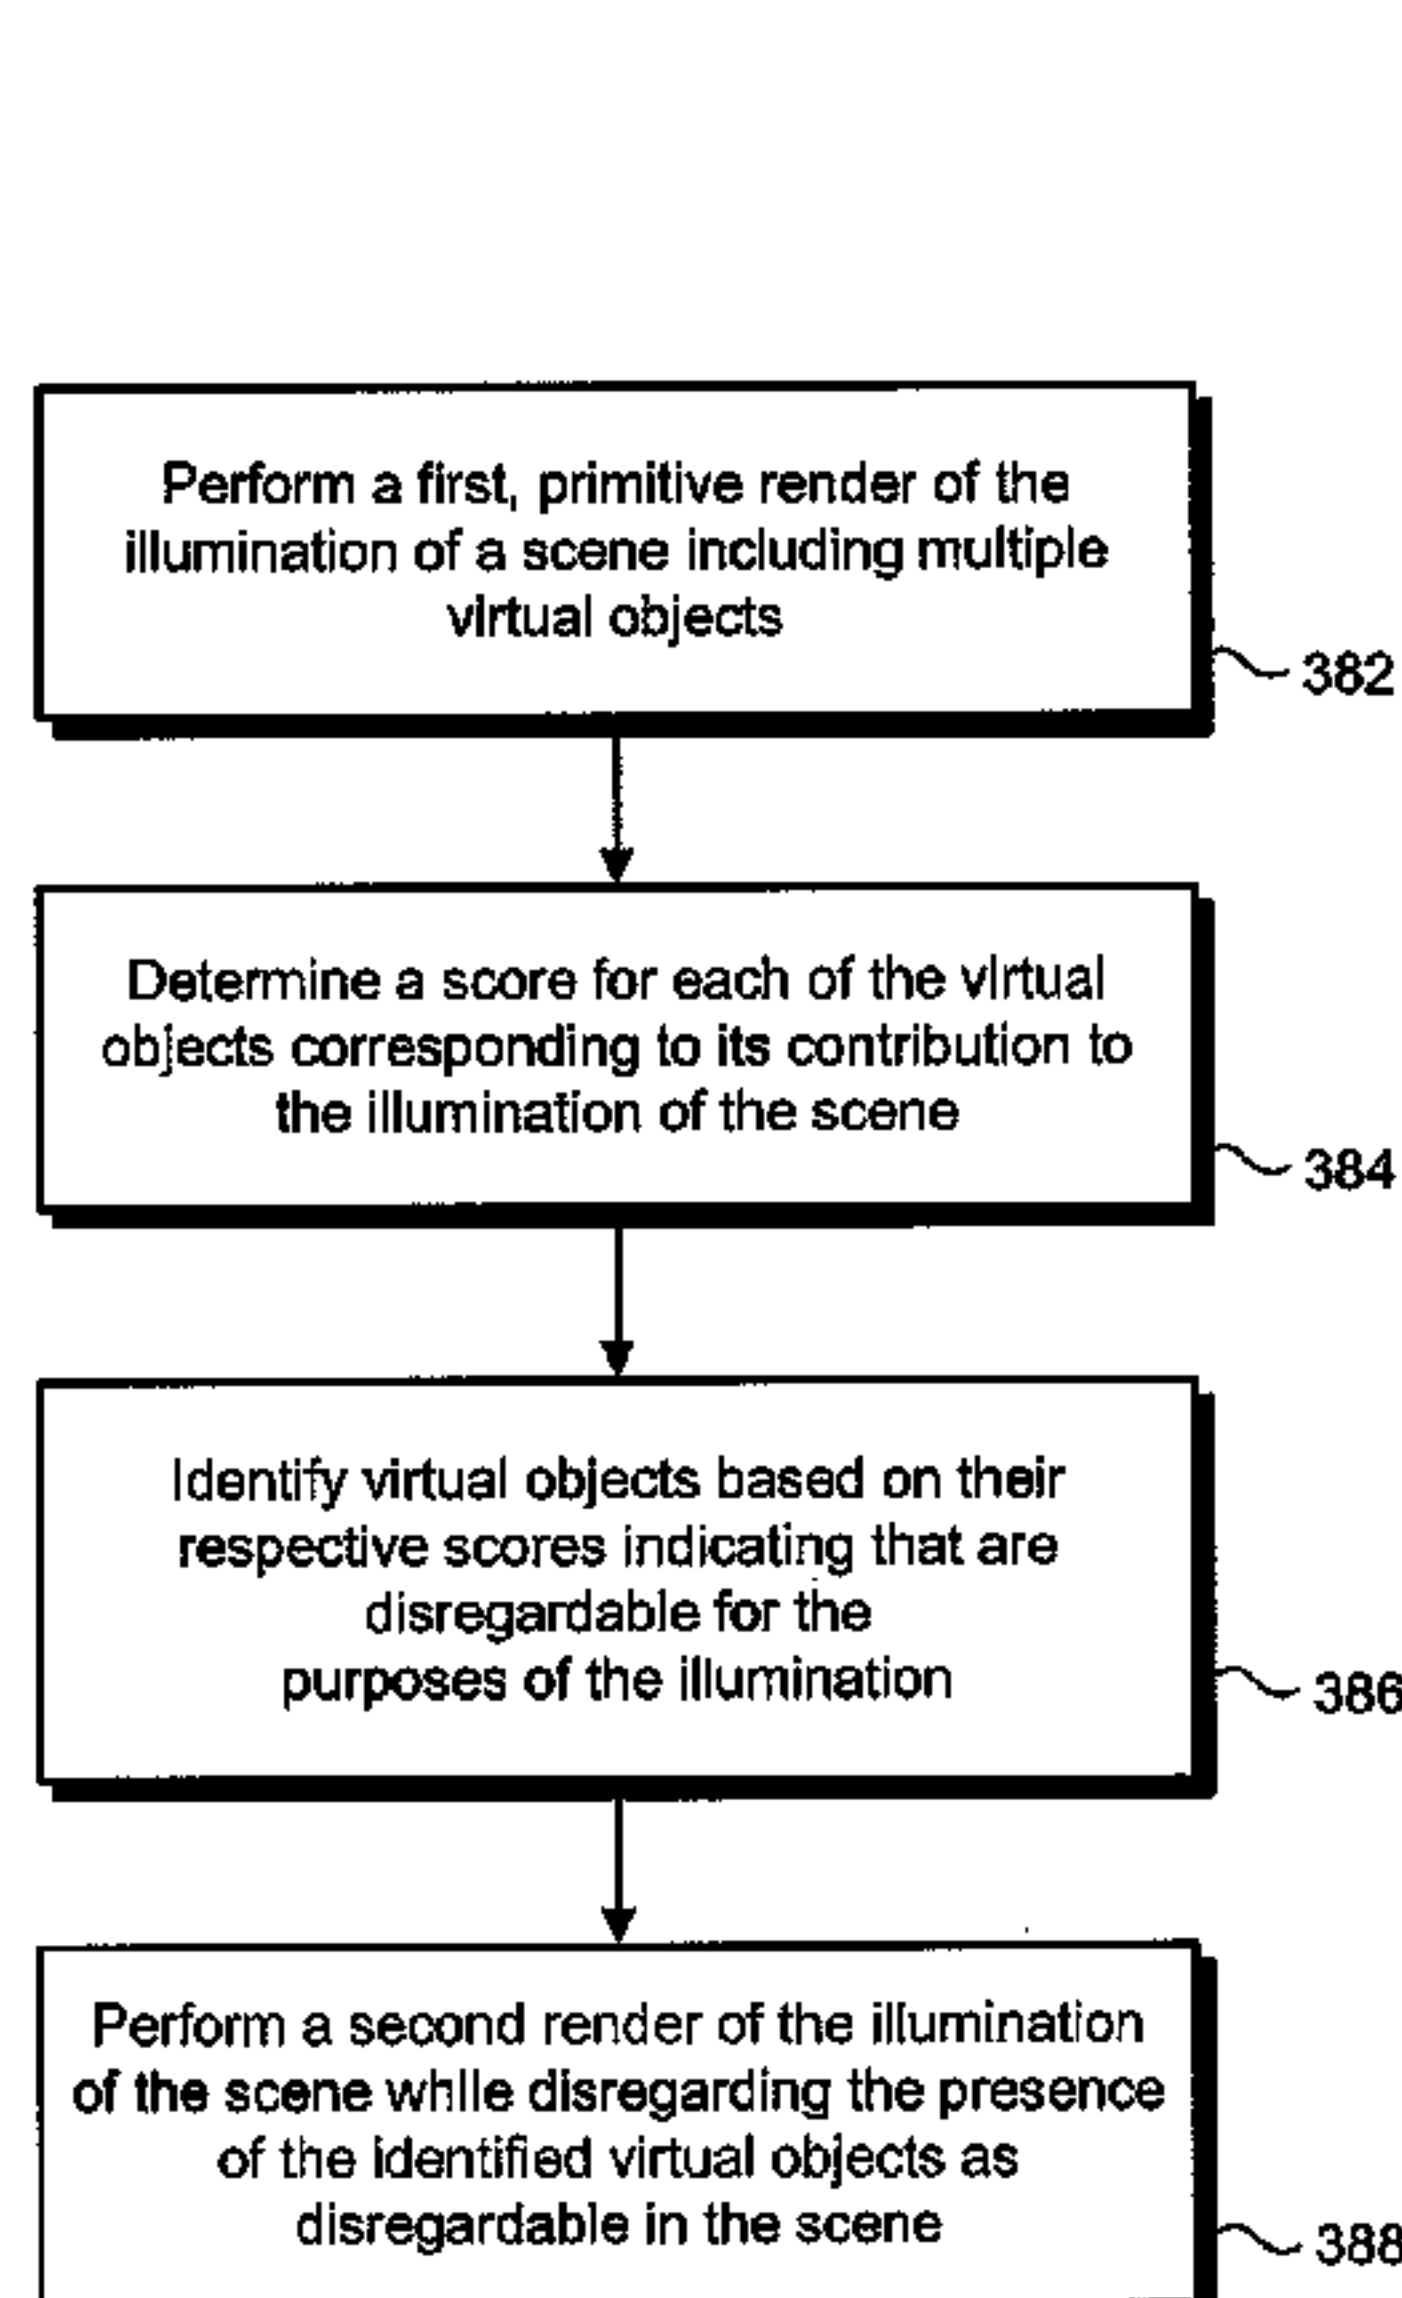 Perform a first, primitive render of the
illumination of a scene including multiple
virtual objects
382
Determine a score for each of the virtual
objects corresponding to its contribution to
the illumination of the scene
384
Identify virtual objects based on their
respective scores indicating that are
disregardable for the
purposes of the illumination
386
Perform a second render of the illumination
of the scene while disregarding the presence
of the identified virtual objects as
disregardable in the scene
388